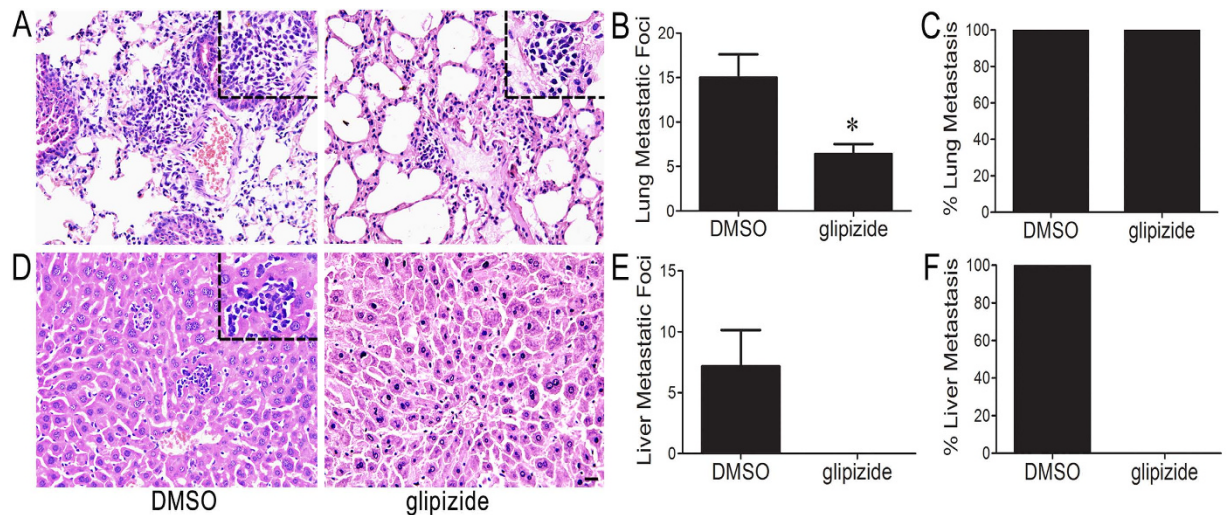 A
B
Lung Metastatic Foci
20
15
10
5
0
*
DMSO
glipizide
C
% Lung Metastasis
100
80
60
40
20
0
DMSO
glipizide
D
DMSO
glipizide
E
Liver Metastatic Foci
15
10
5
0
DMSO
glipizide
F
% Liver Metastasis
100
80
60
40
20
0
DMSO
glipizide